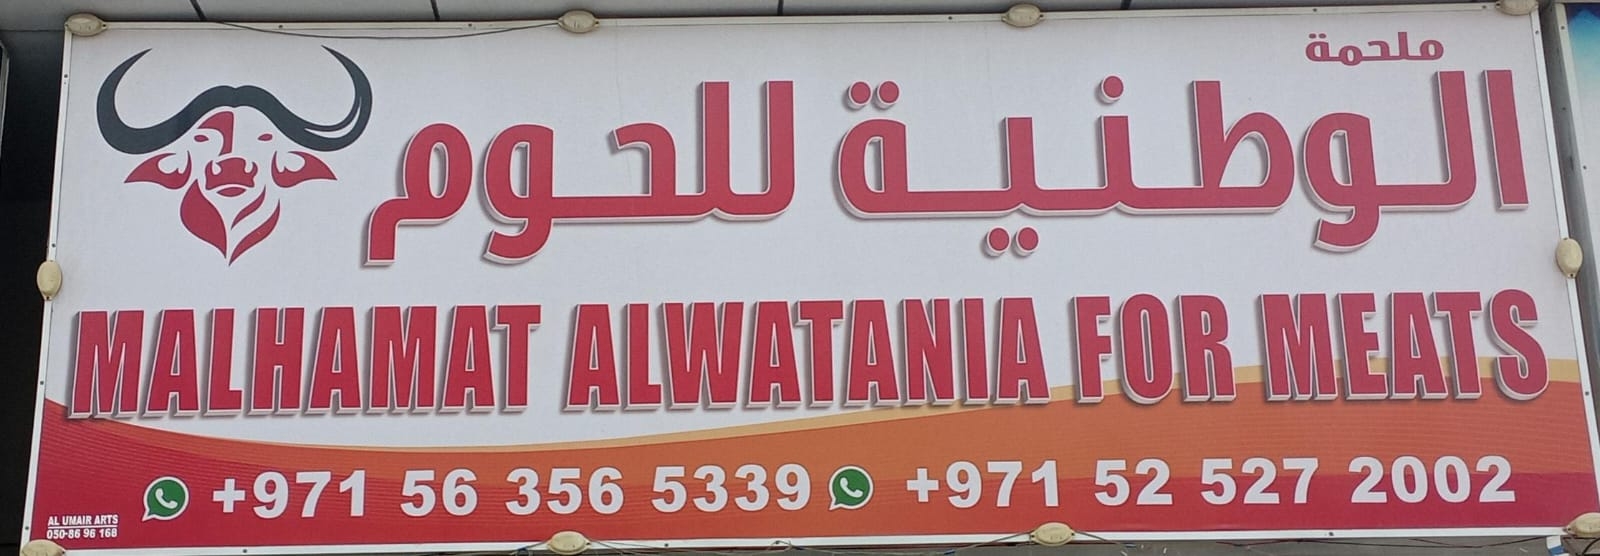 ملحمة
الوطنية للحوم
MALHAMAT ALWATANIA FOR MEATS
+971 56 356 5339 +971 52 527 2002
AL UMAIR ARTS
050-86 96 168